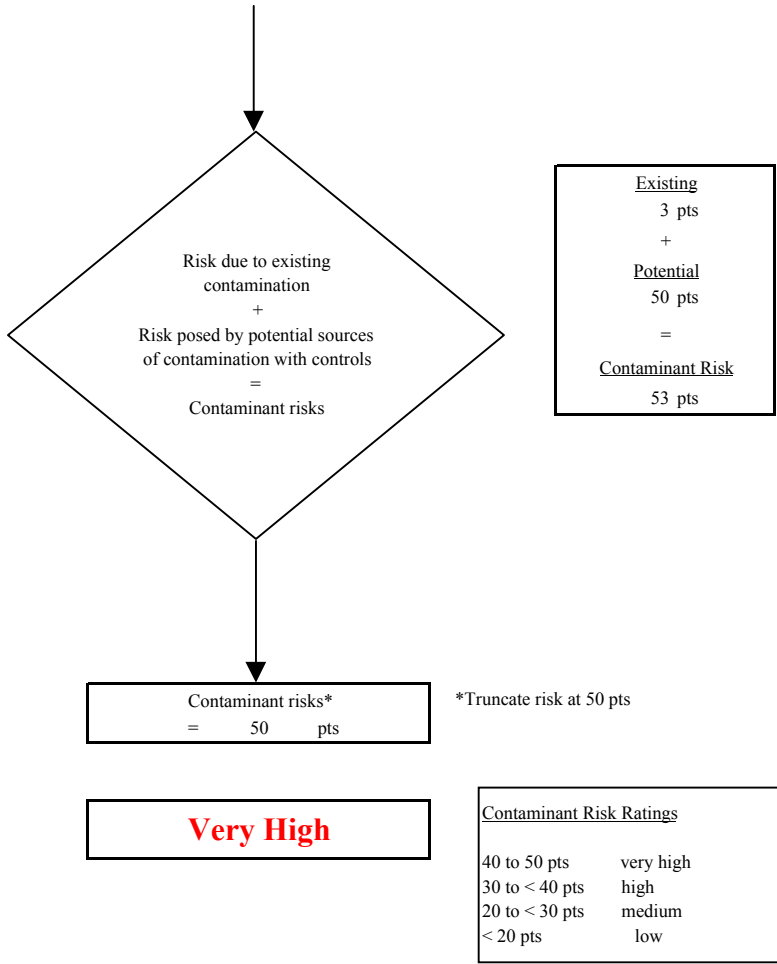 Risk due to existing
contamination
+
Risk posed by potential sources
of contamination with controls
=
Contaminant risks
Existing
3 pts
+
Potential
50 pts
=
Contaminant Risk
53 pts
Contaminant risks*
= 50 pts
*Truncate risk at 50 pts
Very High
Contaminant Risk Ratings
40 to 50 pts very high
30 to < 40 pts high
20 to < 30 pts medium
< 20 pts low